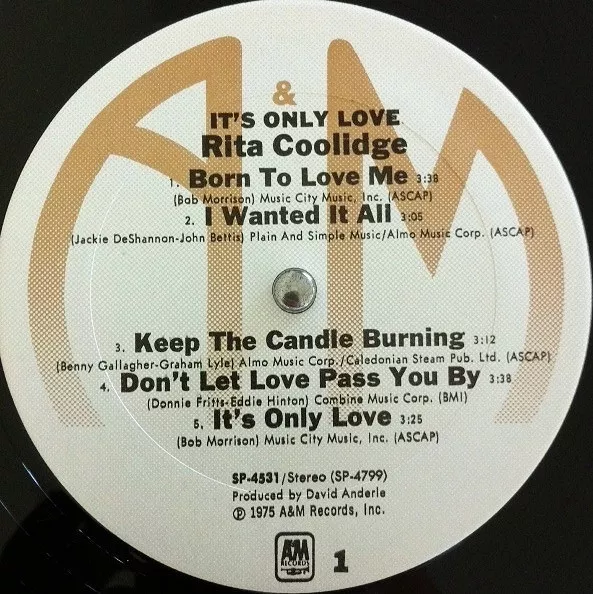 A&M
IT'S ONLY LOVE
Rita Coolidge
1. Born To Love Me 3:38
(Bob Morrison) Music City Music, Inc. (ASCAP)
2. I Wanted It All 3:05
(Jackie DeShannon-John Bettis) Plain And Simple Music/Almo Music Corp. (ASCAP)
3. Keep The Candle Burning 3:12
(Benny Gallagher-Graham Lyle) Almo Music Corp./Caledonian Steam Pub. Ltd. (ASCAP)
4. Don't Let Love Pass You By 3:38
(Donnie Fritts-Eddie Hinton) Combine Music Corp. (BMI)
5. It's Only Love 3:25
(Bob Morrison) Music City Music, Inc. (ASCAP)
SP-4531/Stereo (SP-4799)
Produced by David Anderle
℗ 1975 A&M Records, Inc.
A&M
RECORDS
1